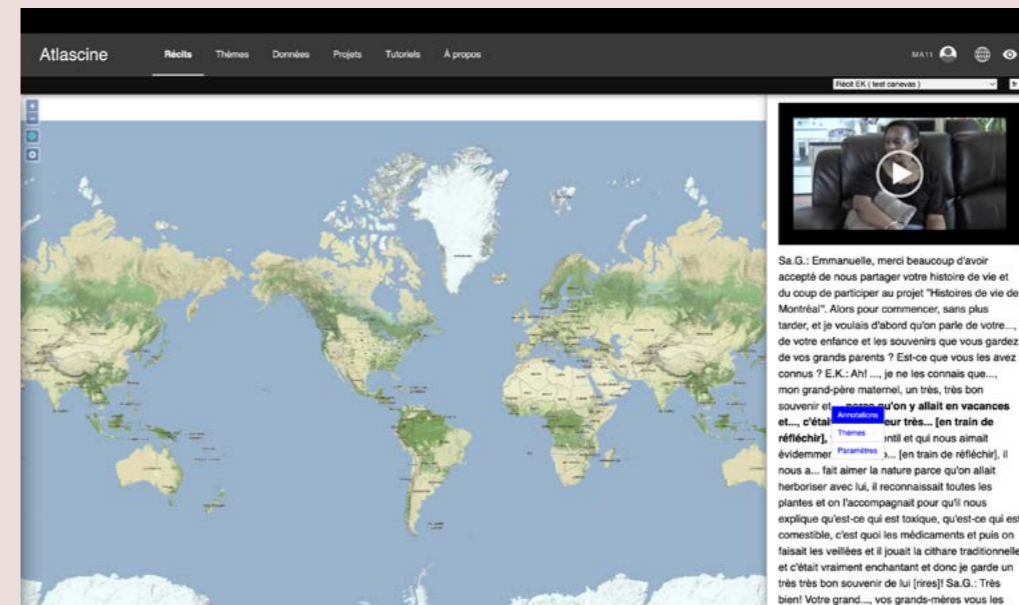 Atlascine
Récits Thèmes Données Projets Tutoriels À propos
MA11
Récit EK ( test canevas ) fr
Sa.G.: Emmanuelle, merci beaucoup d'avoir
accepté de nous partager votre histoire de vie et
du coup de participer au projet "Histoires de vie de
Montréal". Alors pour commencer, sans plus
tarder, et je voulais d'abord qu'on parle de votre...,
de votre enfance et les souvenirs que vous gardez
de vos grands parents ? Est-ce que vous les avez
connus ? E.K.: Ah! ..., je ne les connais que...,
mon grand-père maternel, un très, très bon
souvenir et qu'on y allait en vacances
Annotations
et..., c'était eur très... [en train de
Thèmes
réfléchir], entil et qui nous aimait
Paramètres
évidemmen ... [en train de réfléchir], il
nous a... fait aimer la nature parce qu'on allait
herboriser avec lui, il reconnaissait toutes les
plantes et on l'accompagnait pour qu'il nous
explique qu'est-ce qui est toxique, qu'est-ce qui est
comestible, c'est quoi les médicaments et puis on
faisait les veillées et il jouait la cithare traditionnelle
et c'était vraiment enchantant et donc je garde un
très très bon souvenir de lui [rires]! Sa.G.: Très
bien! Votre grand..., vos grands-mères vous les